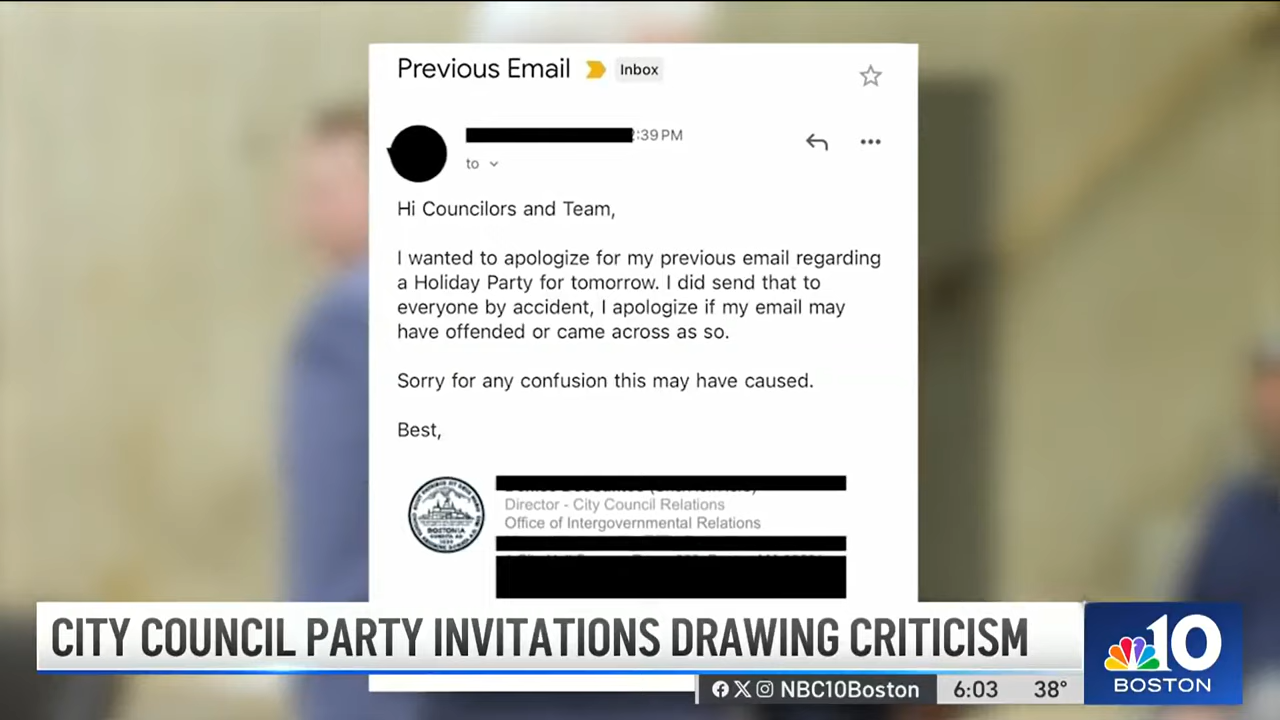 Previous Email
Inbox
:39 PM
to
Hi Councilors and Team,
I wanted to apologize for my previous email regarding
a Holiday Party for tomorrow. I did send that to
everyone by accident, I apologize if my email may
have offended or came across as so.
Sorry for any confusion this may have caused.
Best,
BOSTONIA
Director - City Council Relations
Office of Intergovernmental Relations
CITY COUNCIL PARTY INVITATIONS DRAWING CRITICISM
10
BOSTON
NBC10Boston
6:03
38°